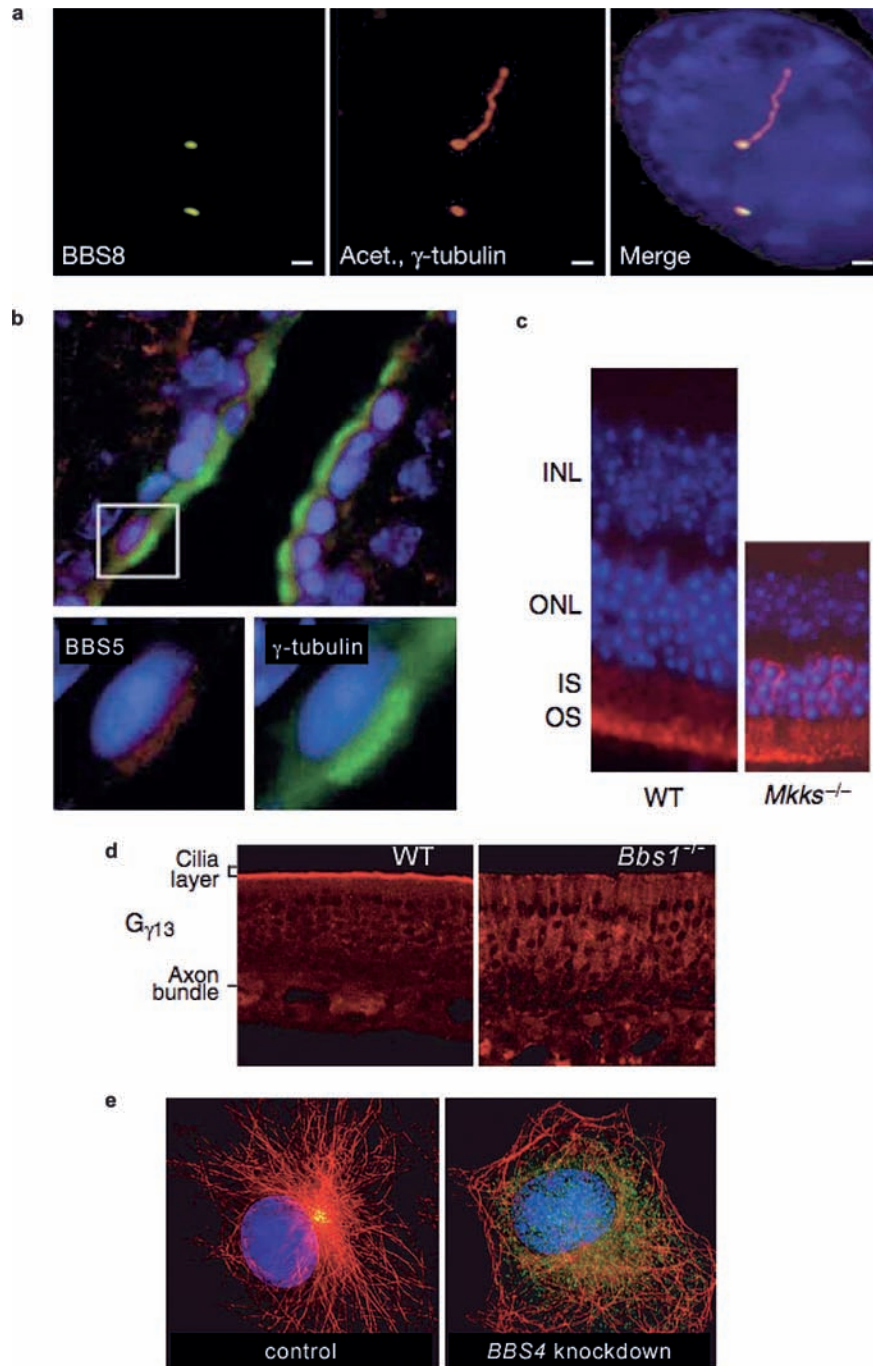 a
BBS8
Acet., γ-tubulin
Merge
b
BBS5
γ-tubulin
c
INL
ONL
IS
OS
WT
Mkks–/–
d
Cilia layer
Gγ13
Axon bundle
WT
Bbs1–/–
e
control
BBS4 knockdown